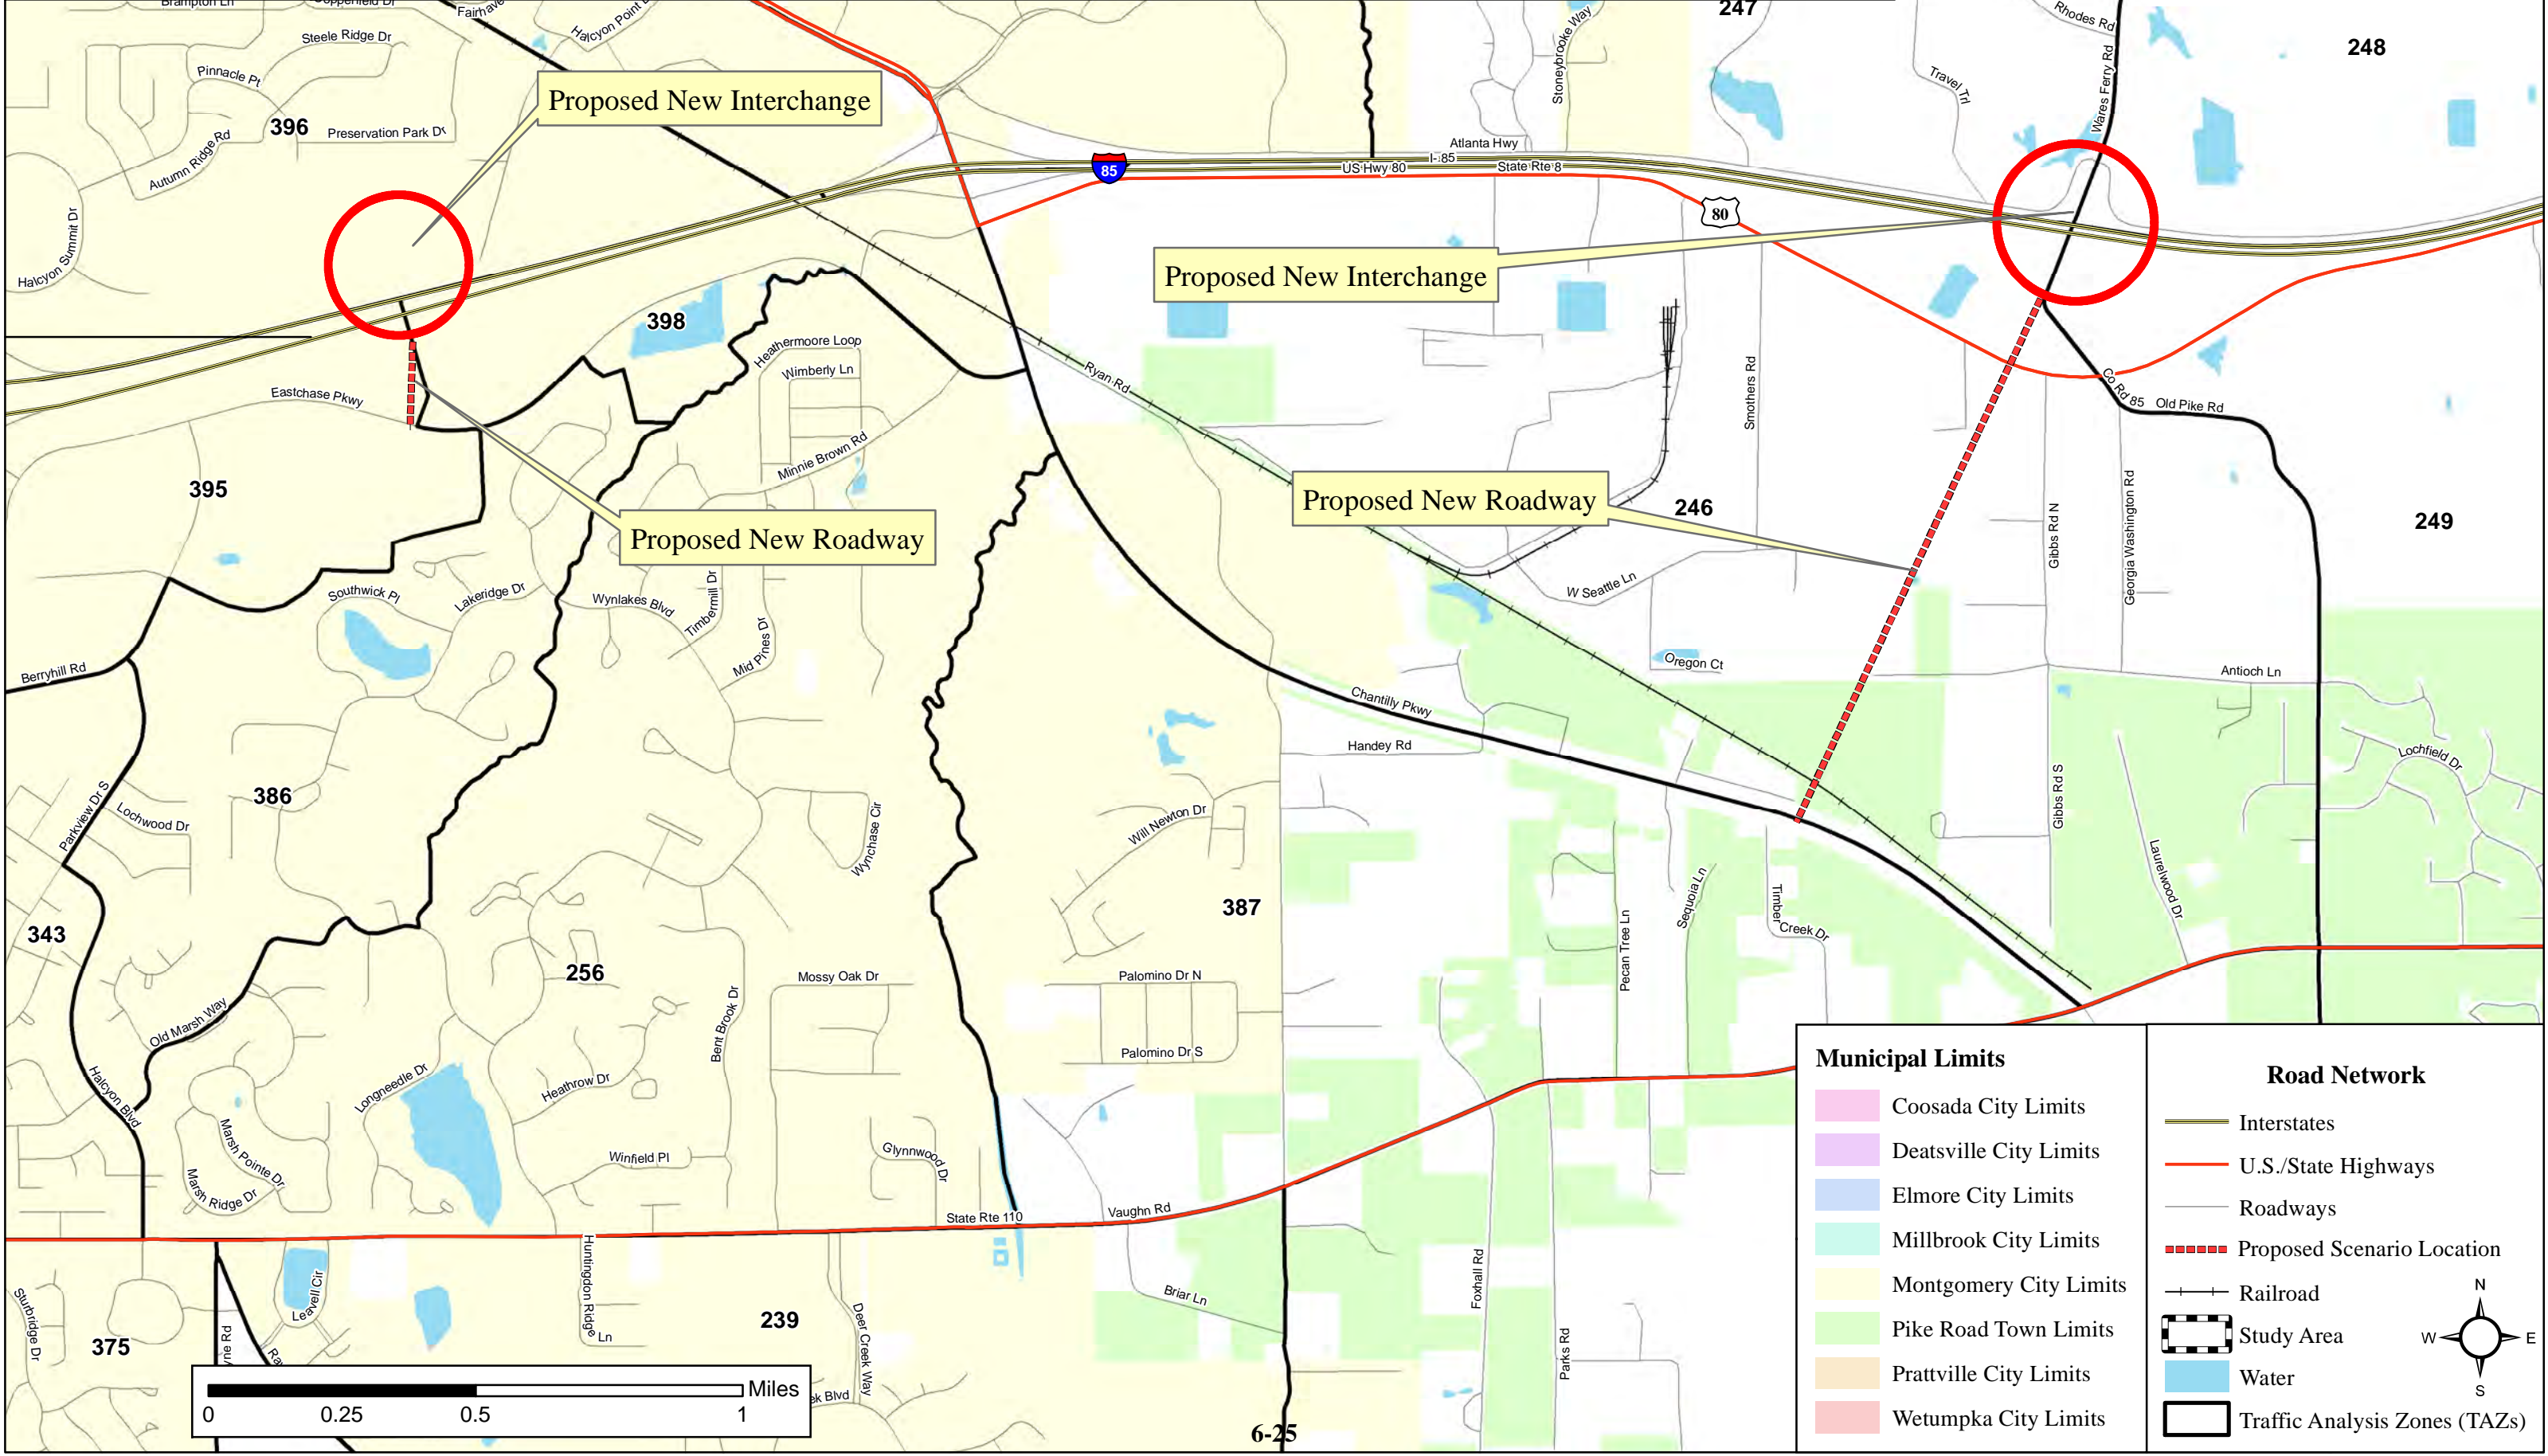 Brampton Ln
Copperfield Dr
Steele Ridge Dr
Pinnacle Pt
396
Preservation Park Dr
Autumn Ridge Rd
Halcyon Summit Dr
Halcyon Point
Proposed New Interchange
Stoneybrooke Way
247
Rhodes Rd
248
Travel Trl
Wares Ferry Rd
Atlanta Hwy
I-85
85
US Hwy 80
State Rte 8
80
Proposed New Interchange
398
Heathermoore Loop
Wimberly Ln
Eastchase Pkwy
Minnie Brown Rd
Ryan Rd
Smothers Rd
Co Rd 85
Old Pike Rd
395
Proposed New Roadway
Proposed New Roadway
246
249
Gibbs Rd N
Georgia Washington Rd
Southwick Pl
Lakeridge Dr
Wynlakes Blvd
Timbermill Dr
Mid Pines Dr
W Seattle Ln
Oregon Ct
Antioch Ln
Berryhill Rd
Chantilly Pkwy
Handey Rd
Lochfield Dr
386
Parkview Dr S
Lochwood Dr
Wynchase Cir
Will Newton Dr
Gibbs Rd S
Laurelwood Dr
343
387
256
Pecan Tree Ln
Sequoia Ln
Timber Creek Dr
Mossy Oak Dr
Palomino Dr N
Palomino Dr S
Old Marsh Way
Bent Brook Dr
Halcyon Blvd
Longneedle Dr
Heathrow Dr
Marsh Pointe Dr
Marsh Ridge Dr
Winfield Pl
Glynnwood Dr
State Rte 110
Vaughn Rd
Huntingdon Ridge Ln
Leavell Cir
Sturbridge Dr
375
239
Deer Creek Way
Briar Ln
Foxhall Rd
Parks Rd
Miles
0 0.25 0.5 1
6-25
Municipal Limits
Coosada City Limits
Deatsville City Limits
Elmore City Limits
Millbrook City Limits
Montgomery City Limits
Pike Road Town Limits
Prattville City Limits
Wetumpka City Limits
Road Network
Interstates
U.S./State Highways
Roadways
Proposed Scenario Location
Railroad
Study Area
Water
Traffic Analysis Zones (TAZs)
N
W E
S